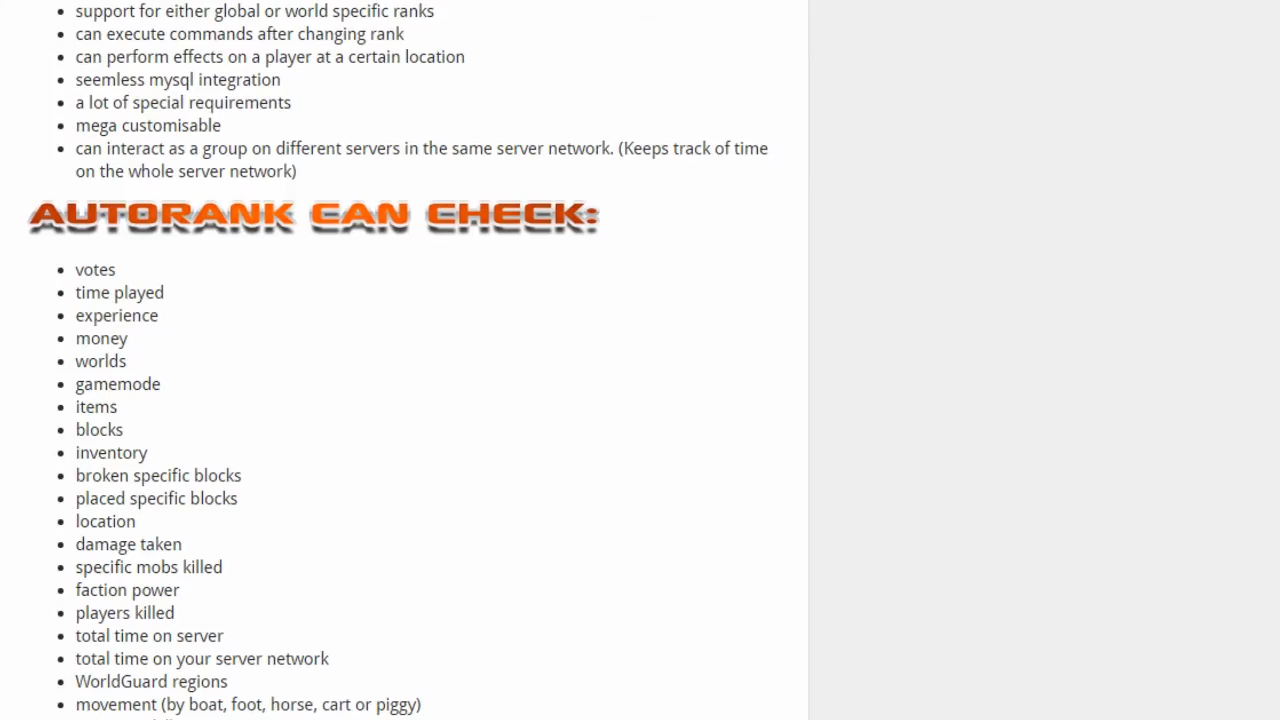 support for either global or world specific ranks
can execute commands after changing rank
can perform effects on a player at a certain location
seemless mysql integration
a lot of special requirements
mega customisable
can interact as a group on different servers in the same server network. (Keeps track of time
on the whole server network)
AUTORANK CAN CHECK:
votes
time played
experience
money
worlds
gamemode
items
blocks
inventory
broken specific blocks
placed specific blocks
location
damage taken
specific mobs killed
faction power
players killed
total time on server
total time on your server network
WorldGuard regions
movement (by boat, foot, horse, cart or piggy)